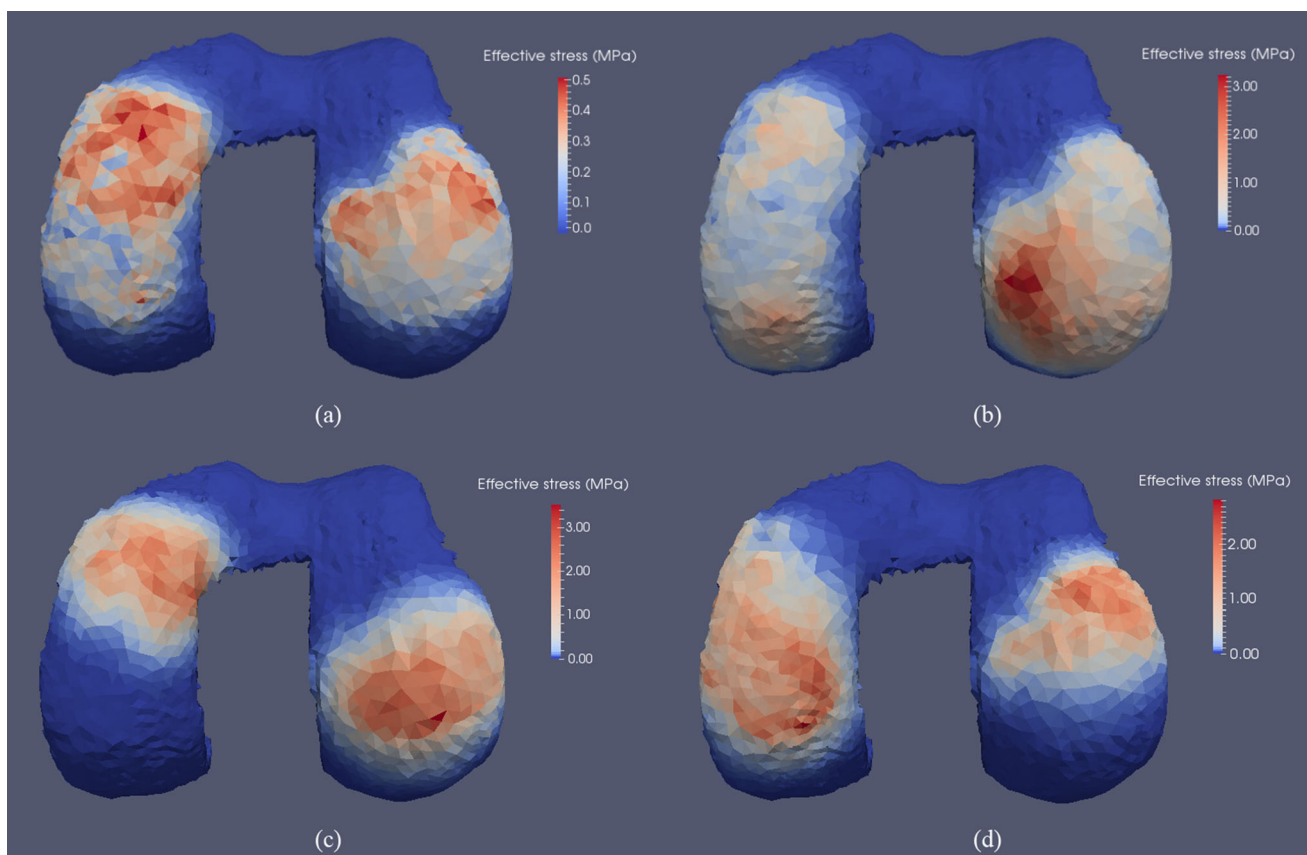 Effective stress (MPa)
0.5
0.4
0.3
0.2
0.1
0.0
(a)
Effective stress (MPa)
3.00
2.00
1.00
0.00
(b)
Effective stress (MPa)
3.00
2.00
1.00
0.00
(c)
Effective stress (MPa)
2.00
1.00
0.00
(d)